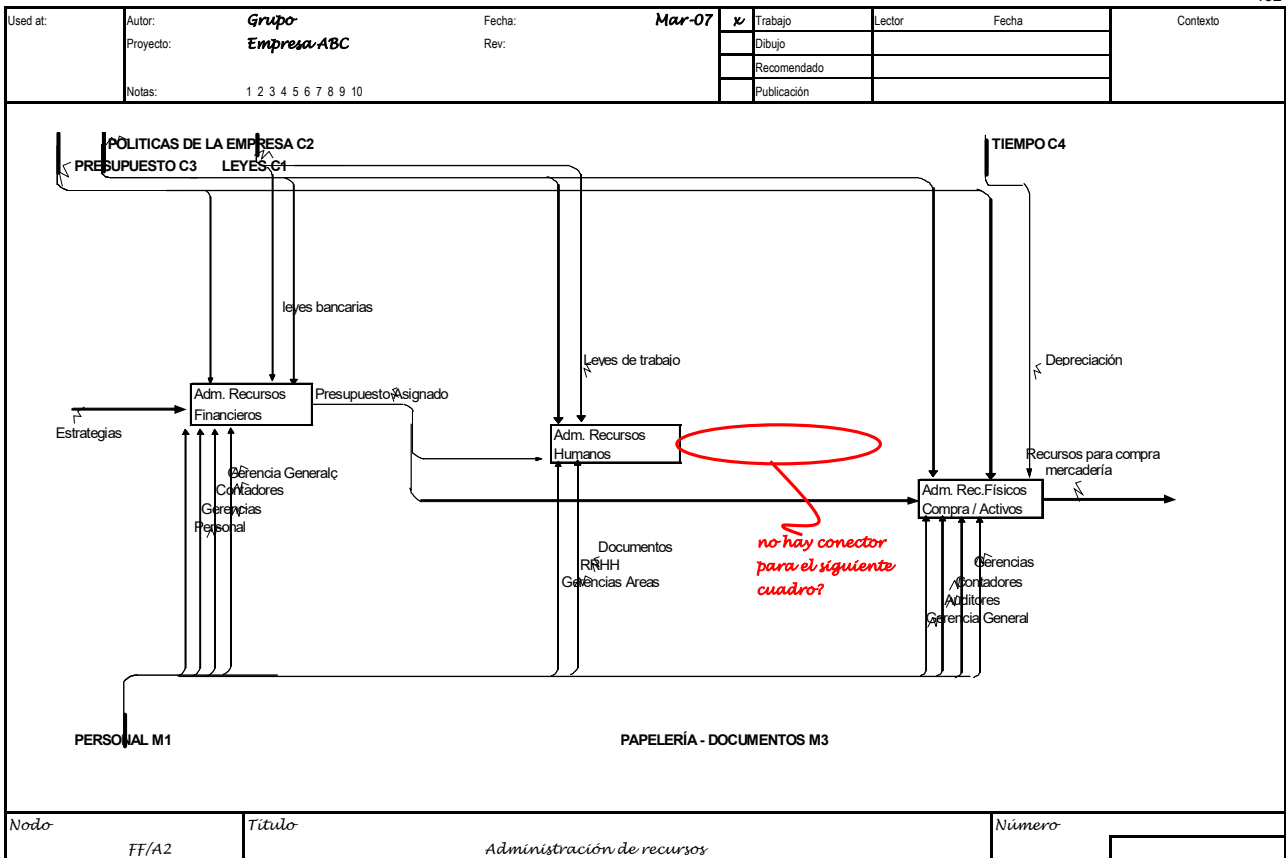 Used at:
Autor: Grupo Fecha: Mar-07 x Trabajo Lector Fecha Contexto
Proyecto: Empresa ABC Rev: Dibujo
Recomendado
Notas: 1 2 3 4 5 6 7 8 9 10 Publicación
POLITICAS DE LA EMPRESA C2 TIEMPO C4
PRESUPUESTO C3 LEYES C1
leyes bancarias
Leyes de trabajo
Depreciación
Adm. Recursos
Financieros
Presupuesto Asignado
Estrategias
Adm. Recursos
Humanos
Recursos para compra
mercadería
Adm. Rec.Físicos
Compra / Activos
Gerencia Generalç
Contadores
Gerencias
Personal
Documentos
RRHH
Gerencias Areas
no hay conector
para el siguiente
cuadro?
Gerencias
Contadores
Auditores
Gerencia General
PERSONAL M1 PAPELERÍA - DOCUMENTOS M3
Nodo Título Número
FF/A2 Administración de recursos